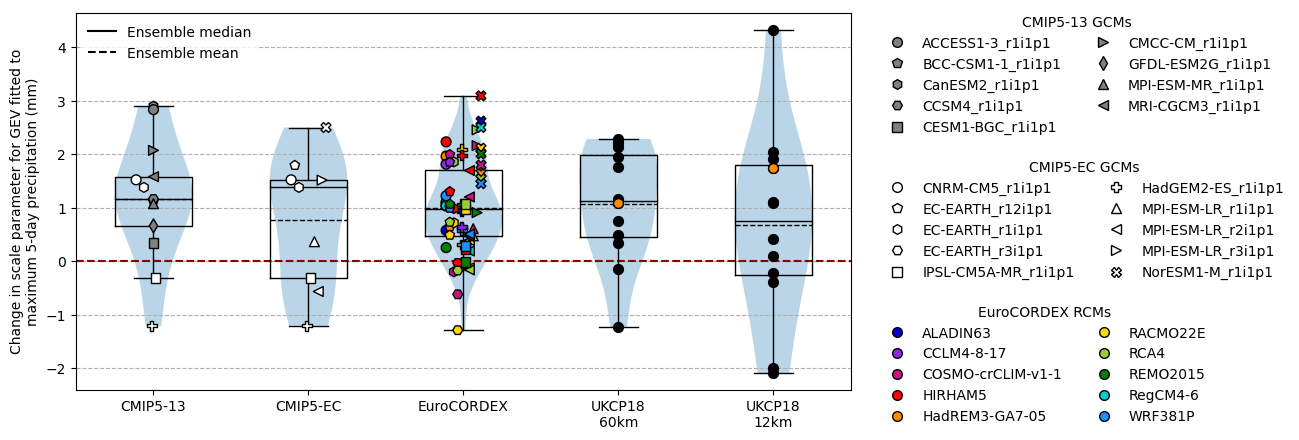 Change in scale parameter for GEV fitted to
maximum 5-day precipitation (mm)
4
3
2
1
0
−1
−2
Ensemble median
Ensemble mean
CMIP5-13
CMIP5-EC
EuroCORDEX
UKCP18
60km
UKCP18
12km
CMIP5-13 GCMs
ACCESS1-3_r1i1p1
BCC-CSM1-1_r1i1p1
CanESM2_r1i1p1
CCSM4_r1i1p1
CESM1-BGC_r1i1p1
CMCC-CM_r1i1p1
GFDL-ESM2G_r1i1p1
MPI-ESM-MR_r1i1p1
MRI-CGCM3_r1i1p1
CMIP5-EC GCMs
CNRM-CM5_r1i1p1
EC-EARTH_r12i1p1
EC-EARTH_r1i1p1
EC-EARTH_r3i1p1
IPSL-CM5A-MR_r1i1p1
HadGEM2-ES_r1i1p1
MPI-ESM-LR_r1i1p1
MPI-ESM-LR_r2i1p1
MPI-ESM-LR_r3i1p1
NorESM1-M_r1i1p1
EuroCORDEX RCMs
ALADIN63
CCLM4-8-17
COSMO-crCLIM-v1-1
HIRHAM5
HadREM3-GA7-05
RACMO22E
RCA4
REMO2015
RegCM4-6
WRF381P